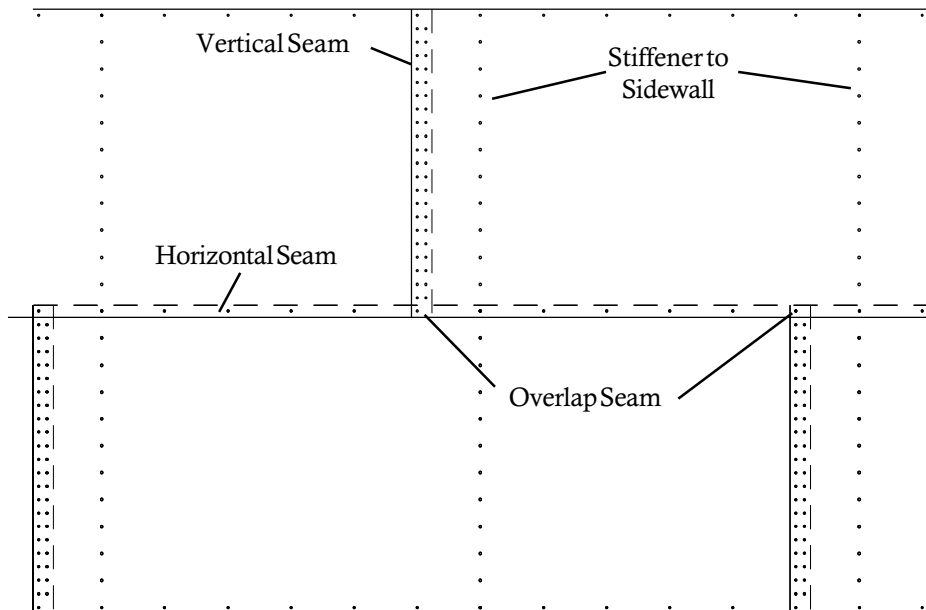 Vertical Seam
Stiffener to
Sidewall
Horizontal Seam
Overlap Seam